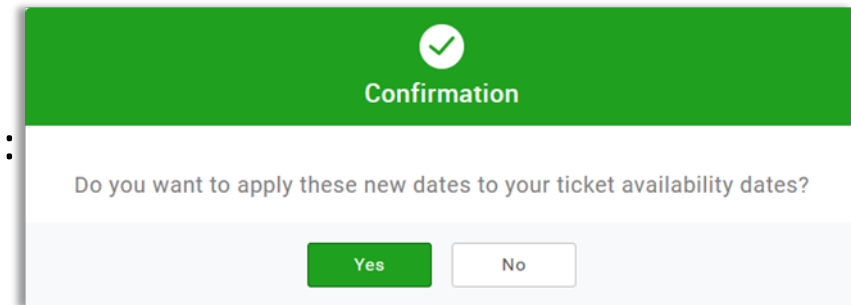 Confirmation
:
Do you want to apply these new dates to your ticket availability dates?
Yes
No